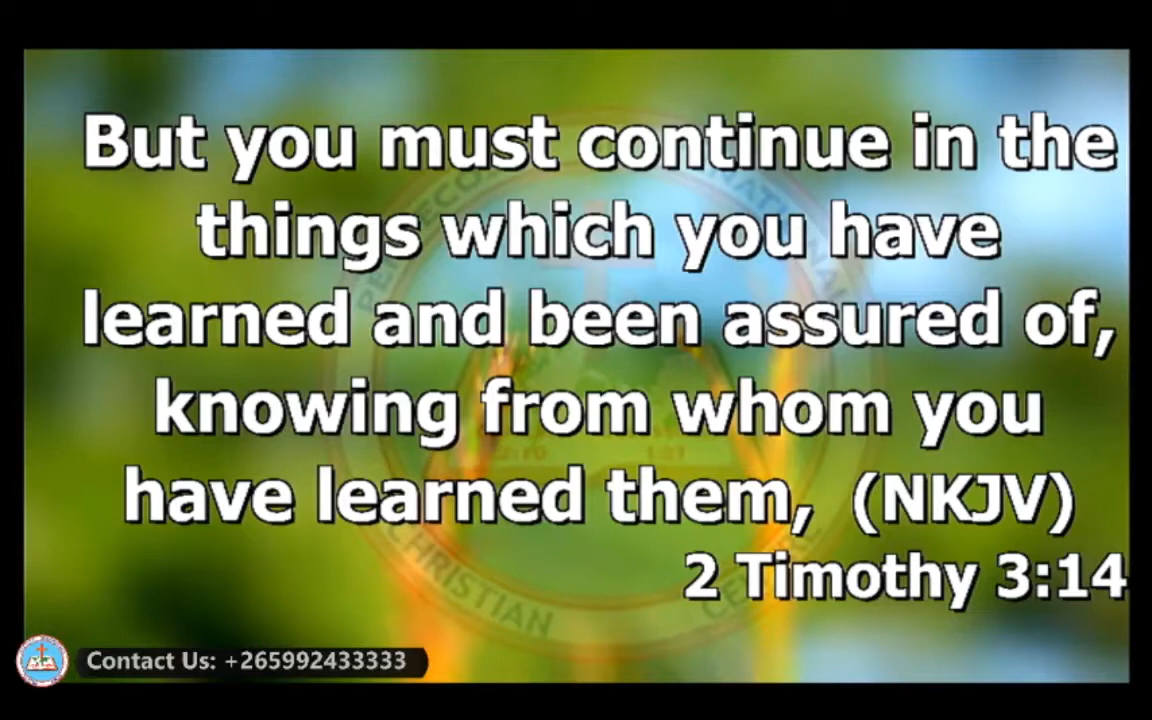 But you must continue in the
things which you have
learned and been assured of,
knowing from whom you
have learned them, (NKJV)
2 Timothy 3:14
CHRISTIAN
Contact Us: +265992433333